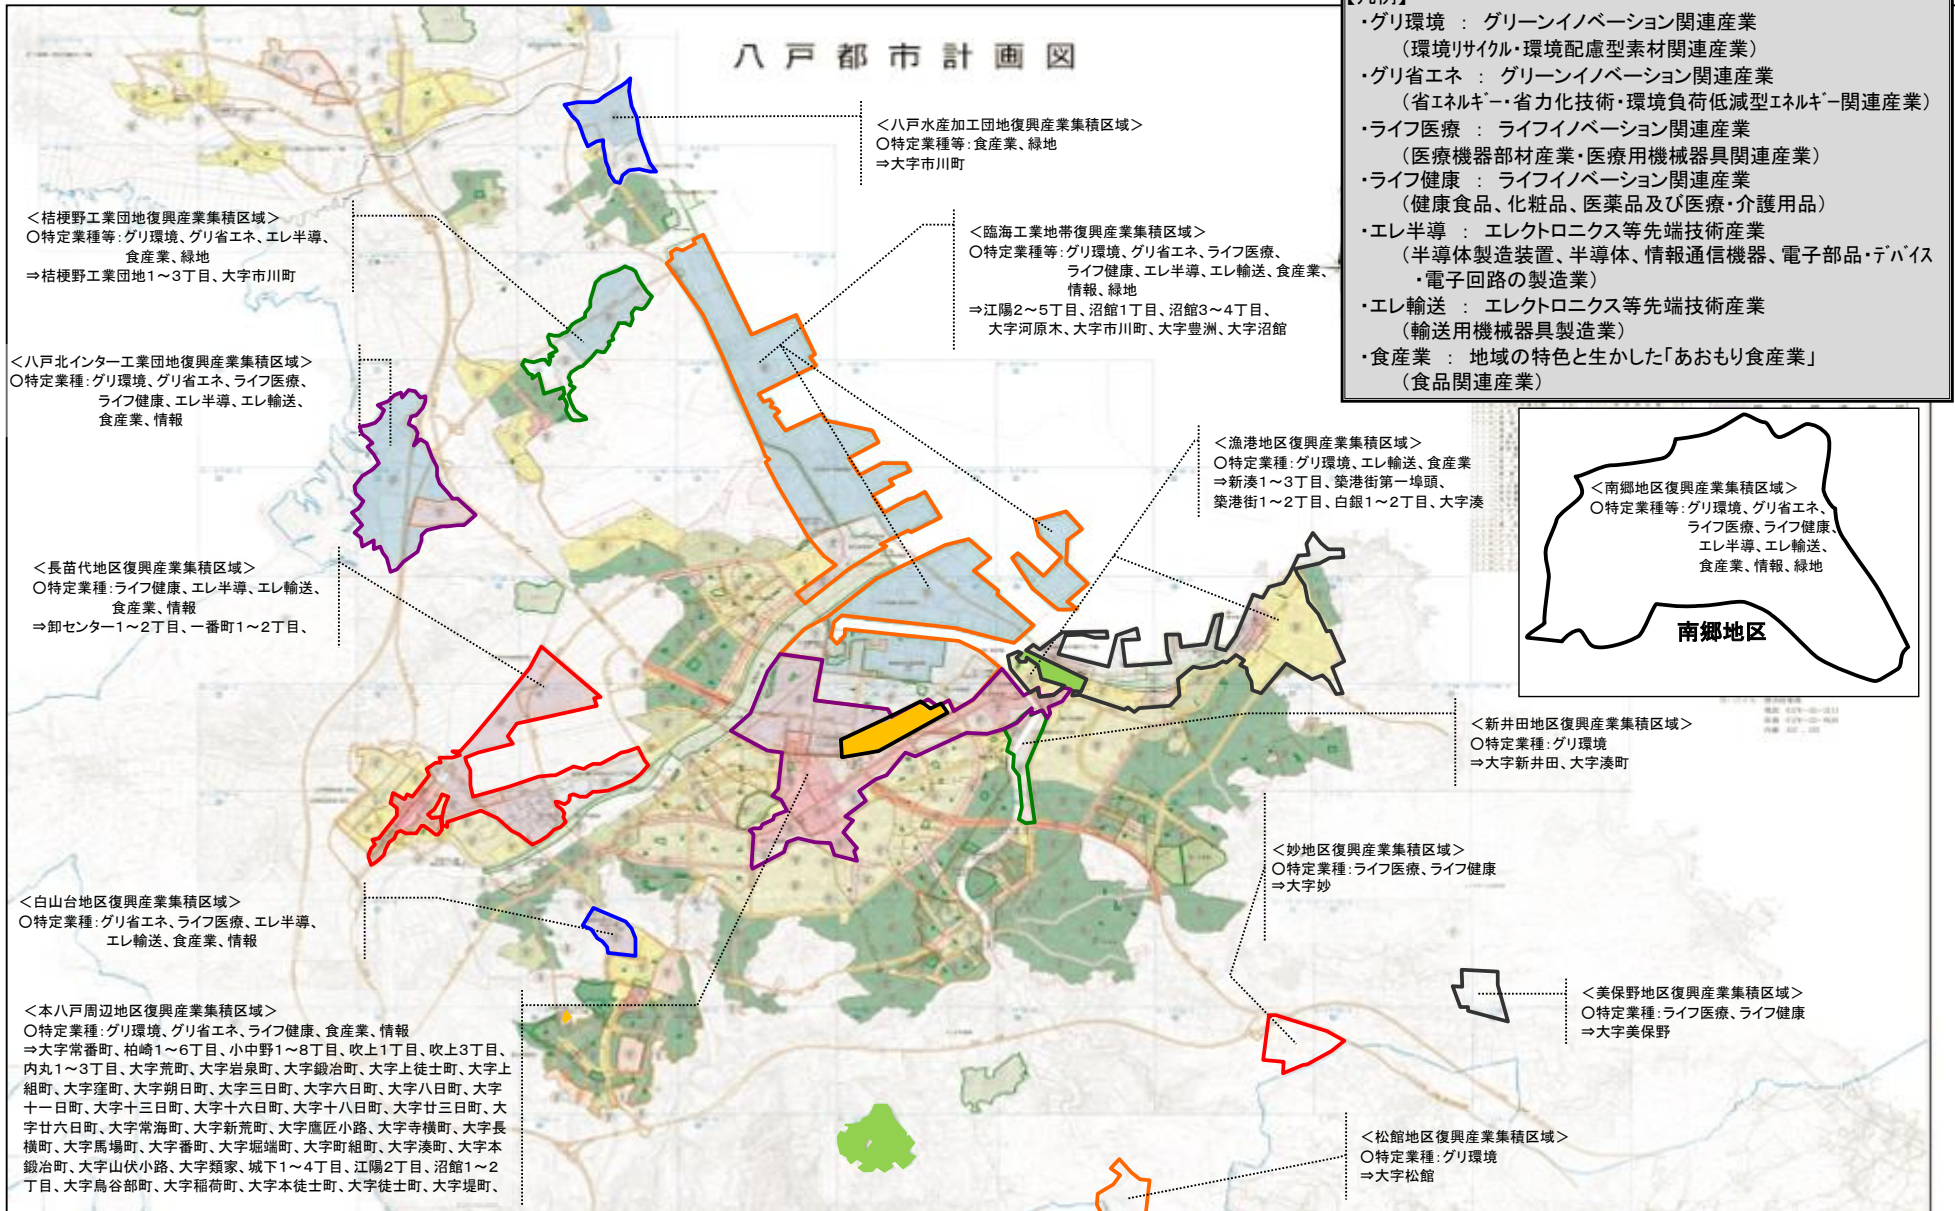 八戸都市計画図
【凡例】
・グリ環境 ： グリーンイノベーション関連産業
（環境リサイクル・環境配慮型素材関連産業）
・グリ省エネ ： グリーンイノベーション関連産業
（省エネルギー・省力化技術・環境負荷低減型エネルギー関連産業）
・ライフ医療 ： ライフイノベーション関連産業
（医療機器部材産業・医療用機械器具関連産業）
・ライフ健康 ： ライフイノベーション関連産業
（健康食品、化粧品、医薬品及び医療・介護用品）
・エレ半導 ： エレクトロニクス等先端技術産業
（半導体製造装置、半導体、情報通信機器、電子部品・デバイス
・電子回路の製造業）
・エレ輸送 ： エレクトロニクス等先端技術産業
（輸送用機械器具製造業）
・食産業 ： 地域の特色と生かした「あおもり食産業」
（食品関連産業）
＜八戸水産加工団地復興産業集積区域＞
○特定業種等：食産業、緑地
⇒大字市川町
＜桔梗野工業団地復興産業集積区域＞
○特定業種等：グリ環境、グリ省エネ、エレ半導、
食産業、緑地
⇒桔梗野工業団地1～3丁目、大字市川町
＜臨海工業地帯復興産業集積区域＞
○特定業種等：グリ環境、グリ省エネ、ライフ医療、
ライフ健康、エレ半導、エレ輸送、食産業、
情報、緑地
⇒江陽2～5丁目、沼館1丁目、沼館3～4丁目、
大字河原木、大字市川町、大字豊洲、大字沼館
＜八戸北インター工業団地復興産業集積区域＞
○特定業種：グリ環境、グリ省エネ、ライフ医療、
ライフ健康、エレ半導、エレ輸送、
食産業、情報
＜漁港地区復興産業集積区域＞
○特定業種：グリ環境、エレ輸送、食産業
⇒新湊1～3丁目、築港街第一埠頭、
築港街1～2丁目、白銀1～2丁目、大字湊
＜南郷地区復興産業集積区域＞
○特定業種等：グリ環境、グリ省エネ、
ライフ医療、ライフ健康、
エレ半導、エレ輸送、
食産業、情報、緑地
南郷地区
＜長苗代地区復興産業集積区域＞
○特定業種：ライフ健康、エレ半導、エレ輸送、
食産業、情報
⇒卸センター1～2丁目、一番町1～2丁目、
＜新井田地区復興産業集積区域＞
○特定業種：グリ環境
⇒大字新井田、大字湊町
＜妙地区復興産業集積区域＞
○特定業種：ライフ医療、ライフ健康
⇒大字妙
＜白山台地区復興産業集積区域＞
○特定業種：グリ省エネ、ライフ医療、エレ半導、
エレ輸送、食産業、情報
＜美保野地区復興産業集積区域＞
○特定業種：ライフ医療、ライフ健康
⇒大字美保野
＜本八戸周辺地区復興産業集積区域＞
○特定業種：グリ環境、グリ省エネ、ライフ健康、食産業、情報
⇒大字常番町、柏崎1～6丁目、小中野1～8丁目、吹上1丁目、吹上3丁目、
内丸1～3丁目、大字荒町、大字岩泉町、大字鍛冶町、大字上徒士町、大字上
組町、大字窪町、大字朔日町、大字三日町、大字六日町、大字八日町、大字
十一日町、大字十三日町、大字十六日町、大字十八日町、大字廿三日町、大
字廿六日町、大字常海町、大字新荒町、大字鷹匠小路、大字寺横町、大字長
横町、大字馬場町、大字番町、大字堀端町、大字町組町、大字湊町、大字本
鍛冶町、大字山伏小路、大字類家、城下1～4丁目、江陽2丁目、沼館1～2
丁目、大字鳥谷部町、大字稲荷町、大字本徒士町、大字徒士町、大字堤町、
＜松館地区復興産業集積区域＞
○特定業種：グリ環境
⇒大字松館